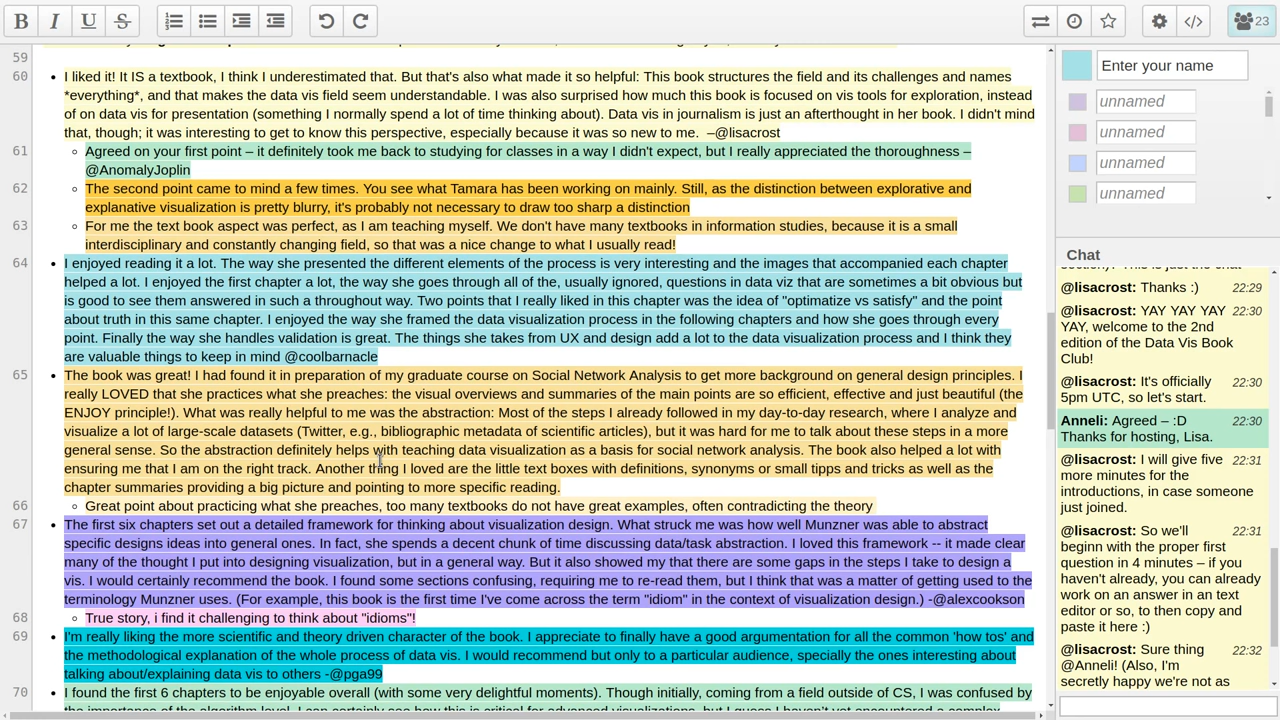 B I U S
23
59
60 I liked it! It IS a textbook, I think I underestimated that. But that's also what made it so helpful: This book structures the field and its challenges and names
*everything*, and that makes the data vis field seem understandable. I was also surprised how much this book is focused on vis tools for exploration, instead
of on data vis for presentation (something I normally spend a lot of time thinking about). Data vis in journalism is just an afterthought in her book. I didn't mind
that, though; it was interesting to get to know this perspective, especially because it was so new to me. –@lisacrost
61 Agreed on your first point – it definitely took me back to studying for classes in a way I didn't expect, but I really appreciated the thoroughness –
@AnomalyJoplin
62 The second point came to mind a few times. You see what Tamara has been working on mainly. Still, as the distinction between explorative and
explanative visualization is pretty blurry, it's probably not necessary to draw too sharp a distinction
63 For me the text book aspect was perfect, as I am teaching myself. We don't have many textbooks in information studies, because it is a small
interdisciplinary and constantly changing field, so that was a nice change to what I usually read!
64 I enjoyed reading it a lot. The way she presented the different elements of the process is very interesting and the images that accompanied each chapter
helped a lot. I enjoyed the first chapter a lot, the way she goes through all of the, usually ignored, questions in data viz that are sometimes a bit obvious but
is good to see them answered in such a throughout way. Two points that I really liked in this chapter was the idea of "optimatize vs satisfy" and the point
about truth in this same chapter. I enjoyed the way she framed the data visualization process in the following chapters and how she goes through every
point. Finally the way she handles validation is great. The things she takes from UX and design add a lot to the data visualization process and I think they
are valuable things to keep in mind @coolbarnacle
65 The book was great! I had found it in preparation of my graduate course on Social Network Analysis to get more background on general design principles. I
really LOVED that she practices what she preaches: the visual overviews and summaries of the main points are so efficient, effective and just beautiful (the
ENJOY principle!). What was really helpful to me was the abstraction: Most of the steps I already followed in my day-to-day research, where I analyze and
visualize a lot of large-scale datasets (Twitter, e.g., bibliographic metadata of scientific articles), but it was hard for me to talk about these steps in a more
general sense. So the abstraction definitely helps with teaching data visualization as a basis for social network analysis. The book also helped a lot with
ensuring me that I am on the right track. Another thing I loved are the little text boxes with definitions, synonyms or small tipps and tricks as well as the
chapter summaries providing a big picture and pointing to more specific reading.
66 Great point about practicing what she preaches, too many textbooks do not have great examples, often contradicting the theory
67 The first six chapters set out a detailed framework for thinking about visualization design. What struck me was how well Munzner was able to abstract
specific designs ideas into general ones. In fact, she spends a decent chunk of time discussing data/task abstraction. I loved this framework -- it made clear
many of the thought I put into designing visualization, but in a general way. But it also showed my that there are some gaps in the steps I take to design a
vis. I would certainly recommend the book. I found some sections confusing, requiring me to re-read them, but I think that was a matter of getting used to the
terminology Munzner uses. (For example, this book is the first time I've come across the term "idiom" in the context of visualization design.) -@alexcookson
68 True story, i find it challenging to think about "idioms"!
69 I'm really liking the more scientific and theory driven character of the book. I appreciate to finally have a good argumentation for all the common 'how tos' and
the methodological explanation of the whole process of data vis. I would recommend but only to a particular audience, specially the ones interesting about
talking about/explaining data vis to others -@pga99
70 I found the first 6 chapters to be enjoyable overall (with some very delightful moments). Though initially, coming from a field outside of CS, I was confused by
Enter your name
unnamed
unnamed
unnamed
unnamed
Chat
@lisacrost: Thanks :) 22:29
@lisacrost: YAY YAY YAY 22:30
YAY, welcome to the 2nd
edition of the Data Vis Book
Club!
@lisacrost: It's officially 22:30
5pm UTC, so let's start.
Anneli: Agreed – :D 22:30
Thanks for hosting, Lisa.
@lisacrost: I will give five 22:31
more minutes for the
introductions, in case someone
just joined.
@lisacrost: So we'll 22:31
begin with the proper first
question in 4 minutes – if you
haven't already, you can already
work on an answer in an text
editor or so, to then copy and
paste it here :)
@lisacrost: Sure thing 22:32
@Anneli! (Also, I'm
secretly happy we're not as